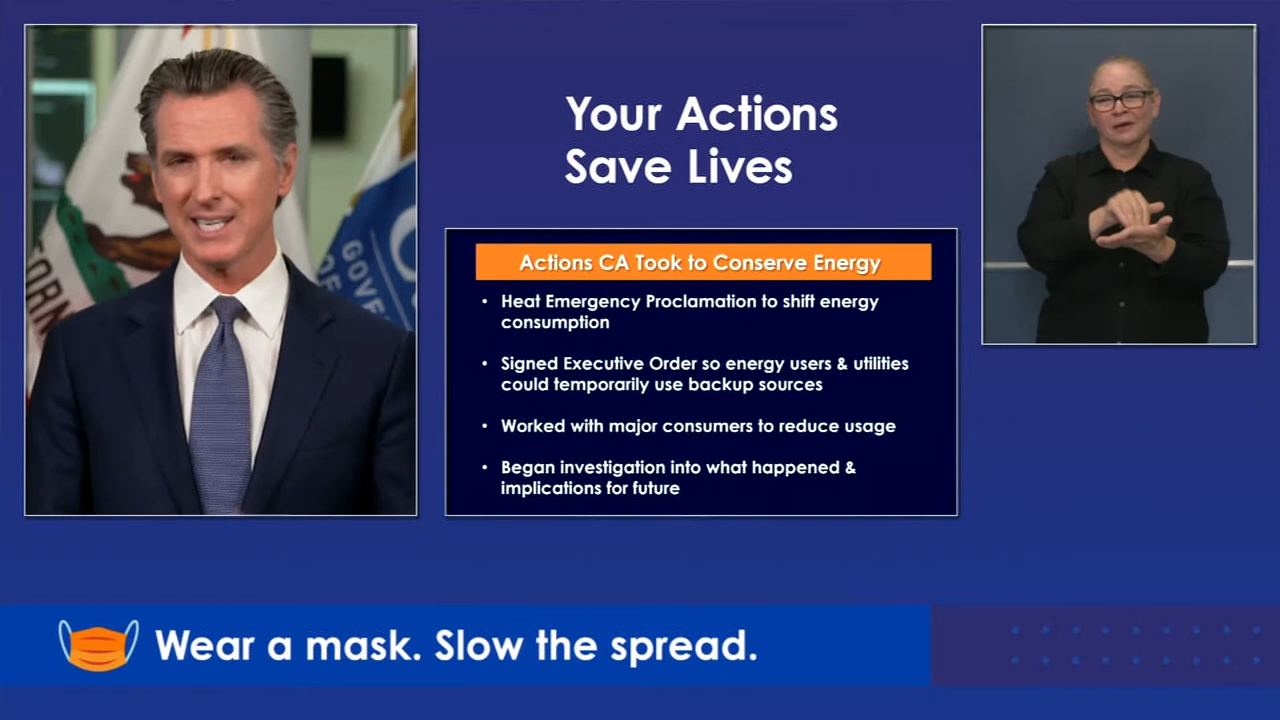 Your Actions
Save Lives
Actions CA Took to Conserve Energy
• Heat Emergency Proclamation to shift energy
consumption
• Signed Executive Order so energy users & utilities
could temporarily use backup sources
• Worked with major consumers to reduce usage
• Began investigation into what happened &
implications for future
Wear a mask. Slow the spread.